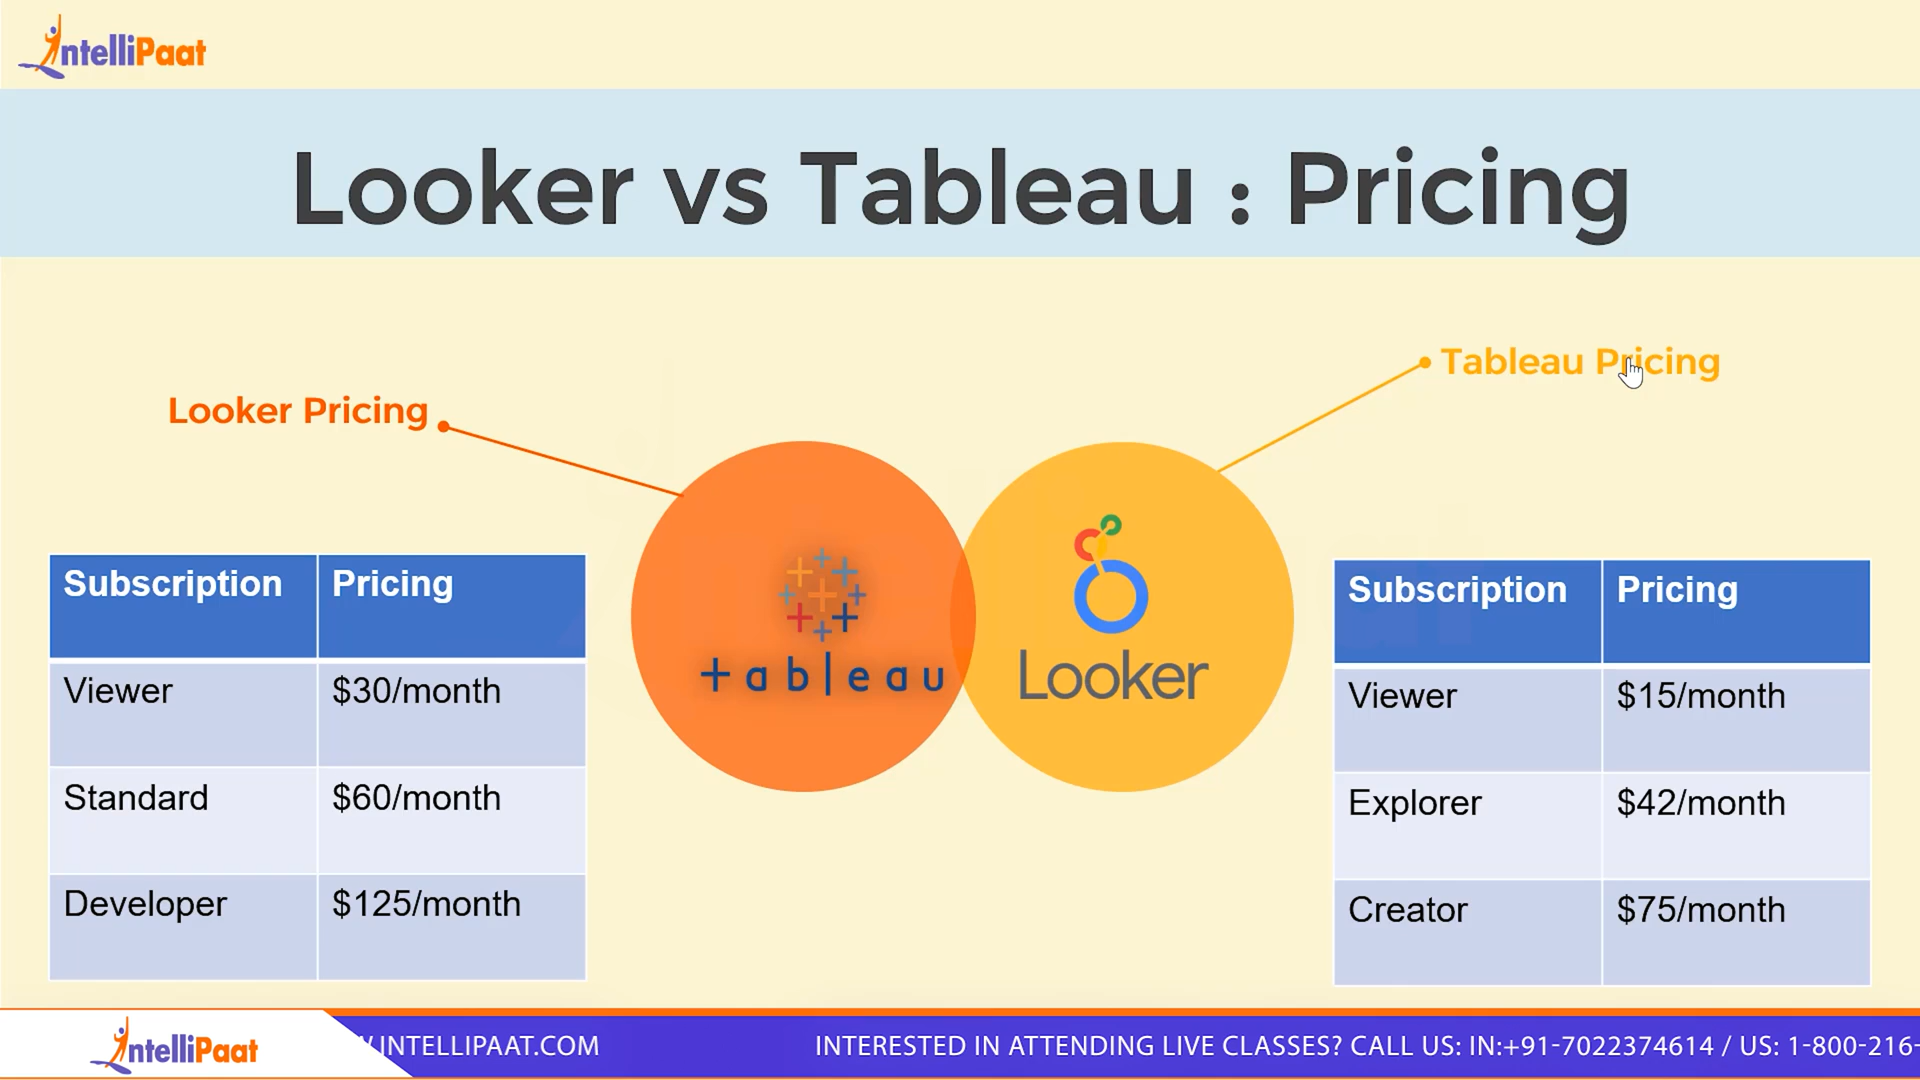 IntelliPaat
Looker vs Tableau : Pricing
Looker Pricing
Tableau Pricing
Subscription Pricing
Viewer $30/month
Standard $60/month
Developer $125/month
+ableau
Looker
Subscription Pricing
Viewer $15/month
Explorer $42/month
Creator $75/month
IntelliPaat
.INTELLIPAAT.COM
INTERESTED IN ATTENDING LIVE CLASSES? CALL US: IN:+91-7022374614 / US: 1-800-216-